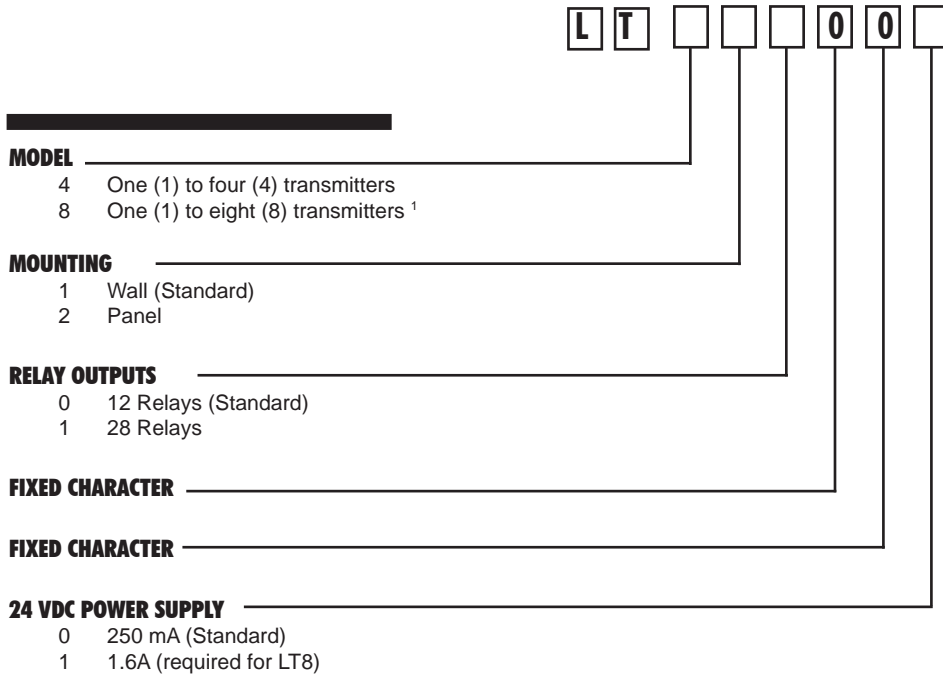 L T 0 0
MODEL
4 One (1) to four (4) transmitters
8 One (1) to eight (8) transmitters ¹
MOUNTING
1 Wall (Standard)
2 Panel
RELAY OUTPUTS
0 12 Relays (Standard)
1 28 Relays
FIXED CHARACTER
FIXED CHARACTER
24 VDC POWER SUPPLY
0 250 mA (Standard)
1 1.6A (required for LT8)